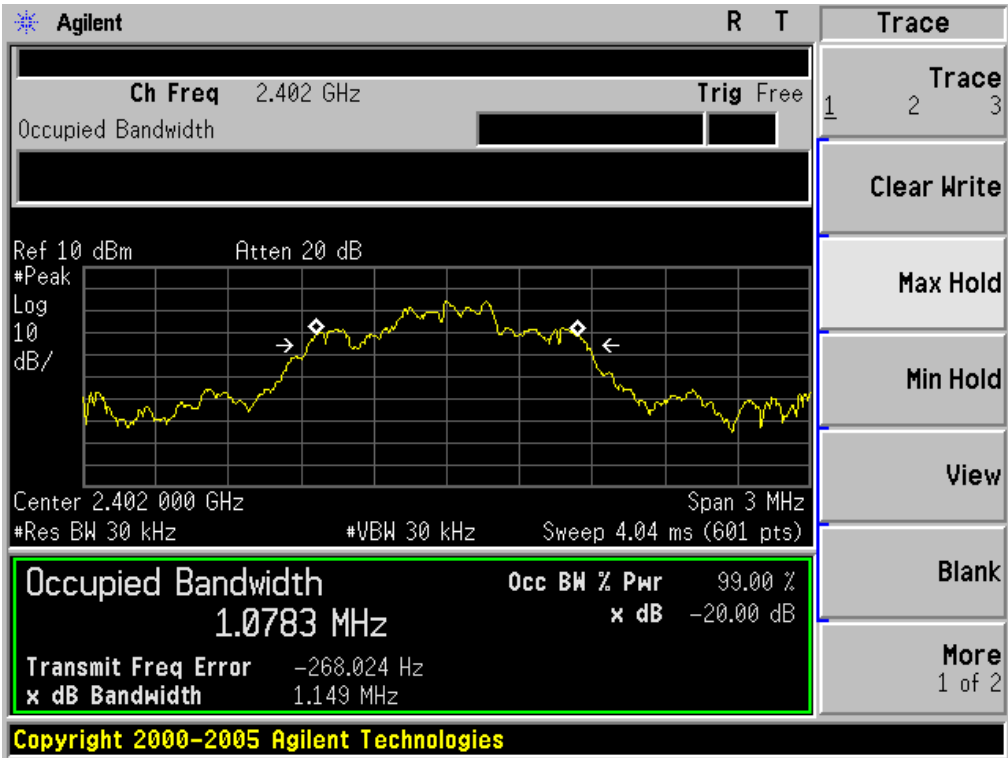 Agilent R T
Ch Freq 2.402 GHz Trig Free
Occupied Bandwidth
Ref 10 dBm Atten 20 dB
#Peak
Log
10
dB/
Center 2.402 000 GHz Span 3 MHz
#Res BW 30 kHz #VBW 30 kHz Sweep 4.04 ms (601 pts)
Occupied Bandwidth
1.0783 MHz
Occ BW % Pwr 99.00 %
x dB -20.00 dB
Transmit Freq Error -268.024 Hz
x dB Bandwidth 1.149 MHz
Copyright 2000-2005 Agilent Technologies
Trace
Trace
1 2 3
Clear Write
Max Hold
Min Hold
View
Blank
More
1 of 2